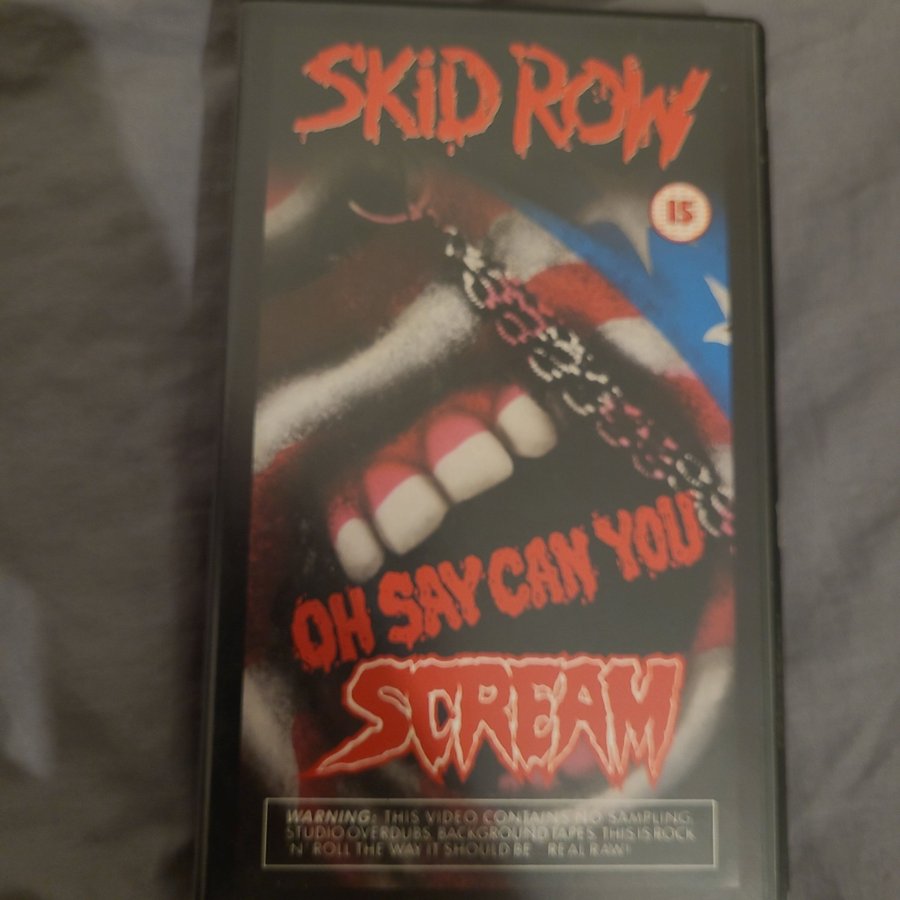 SKiD ROW
15
OH SAY CAN YOU
SCREAM
WARNING: THIS VIDEO CONTAINS NO SAMPLING,
STUDIO OVERDUBS, BACKGROUND TAPES, THIS IS ROCK
'N' ROLL THE WAY IT SHOULD BE REAL RAW!